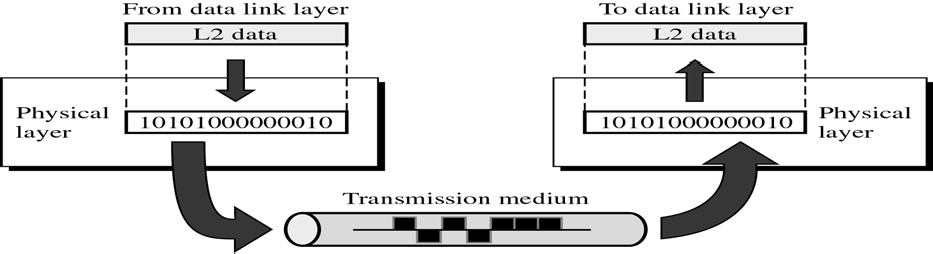 From data link layer
L2 data
Physical
layer
10101000000010
To data link layer
L2 data
10101000000010
Physical
layer
Transmission medium